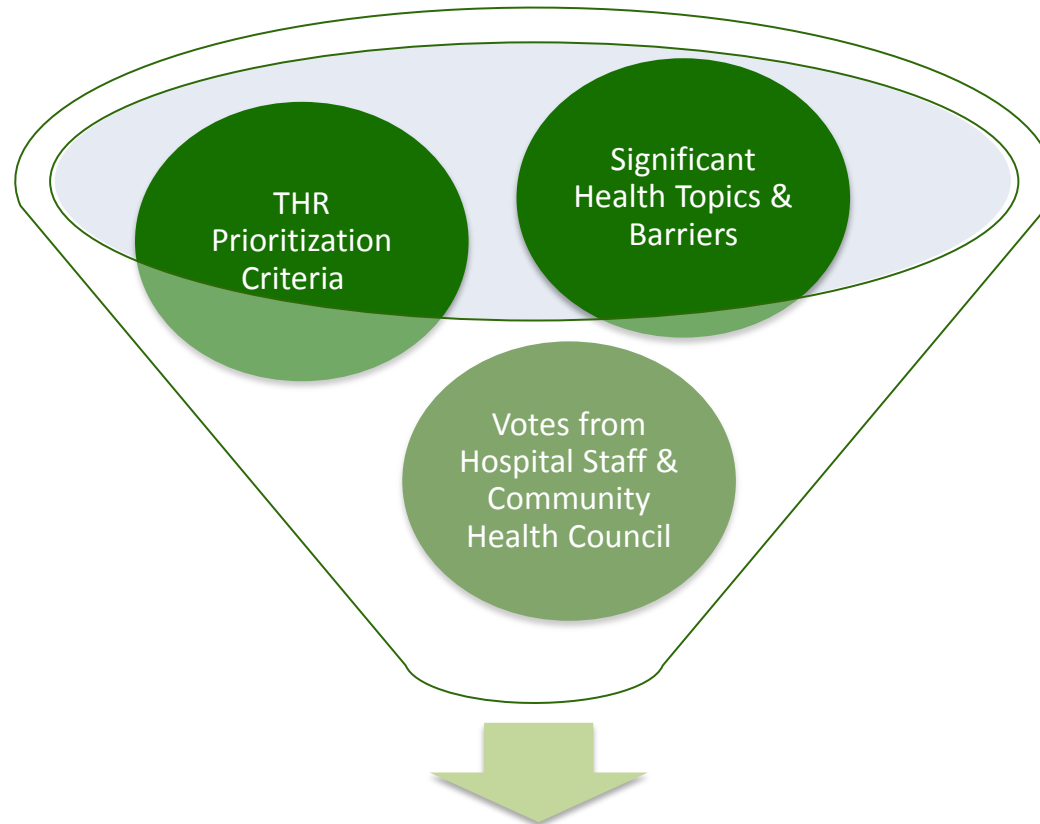 THR
Prioritization
Criteria
Significant
Health Topics &
Barriers
Votes from
Hospital Staff &
Community
Health Council